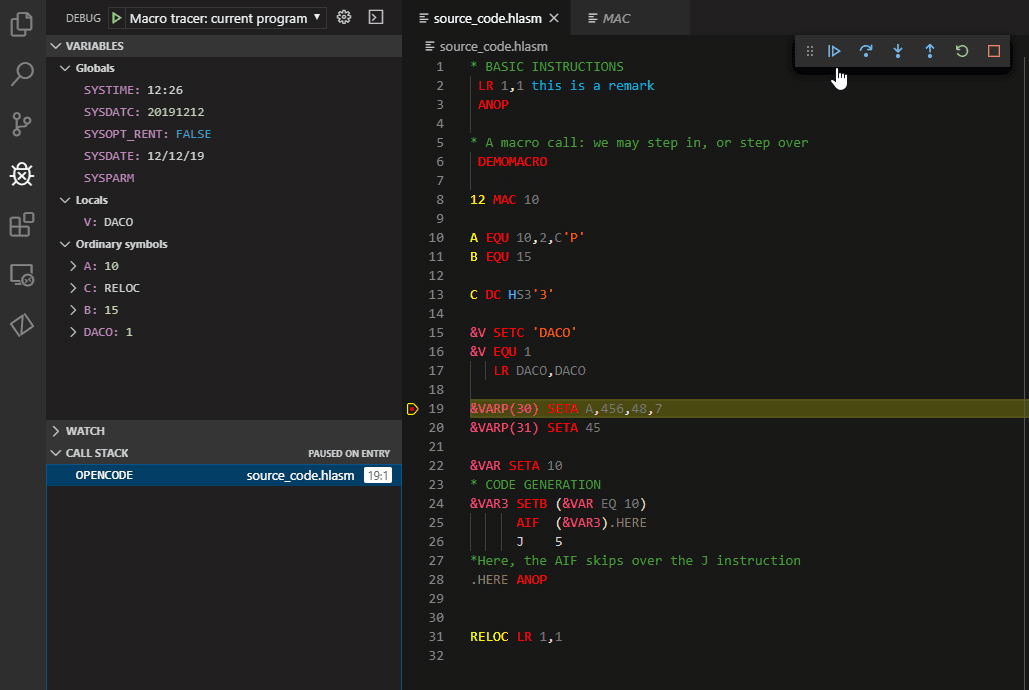 DEBUG Macro tracer: current program
VARIABLES
Globals
SYSTIME: 12:26
SYSDATC: 20191212
SYSOPT_RENT: FALSE
SYSDATE: 12/12/19
SYSPARM
Locals
V: DACO
Ordinary symbols
A: 10
C: RELOC
B: 15
DACO: 1
WATCH
CALL STACK PAUSED ON ENTRY
OPENCODE source_code.hlasm 19:1
source_code.hlasm MAC
source_code.hlasm
1 * BASIC INSTRUCTIONS
2 LR 1,1 this is a remark
3 ANOP
4
5 * A macro call: we may step in, or step over
6 DEMOMACRO
7
8 12 MAC 10
9
10 A EQU 10,2,C'P'
11 B EQU 15
12
13 C DC HS3'3'
14
15 &V SETC 'DACO'
16 &V EQU 1
17 LR DACO,DACO
18
19 &VARP(30) SETA A,456,48,7
20 &VARP(31) SETA 45
21
22 &VAR SETA 10
23 * CODE GENERATION
24 &VAR3 SETB (&VAR EQ 10)
25 AIF (&VAR3).HERE
26 J 5
27 *Here, the AIF skips over the J instruction
28 .HERE ANOP
29
30
31 RELOC LR 1,1
32